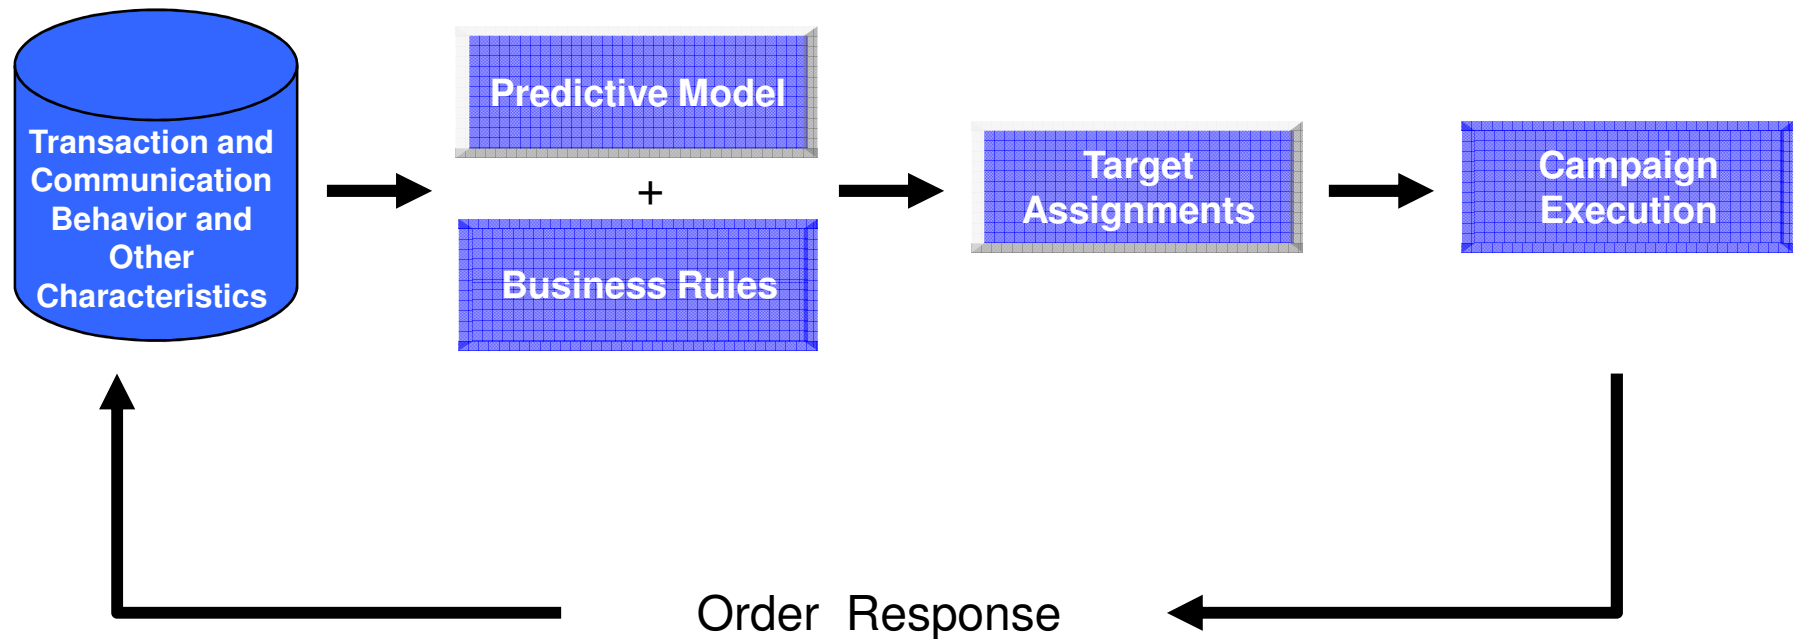 Transaction and
Communication
Behavior and
Other
Characteristics
Predictive Model
+
Business Rules
Target
Assignments
Campaign
Execution
Order Response